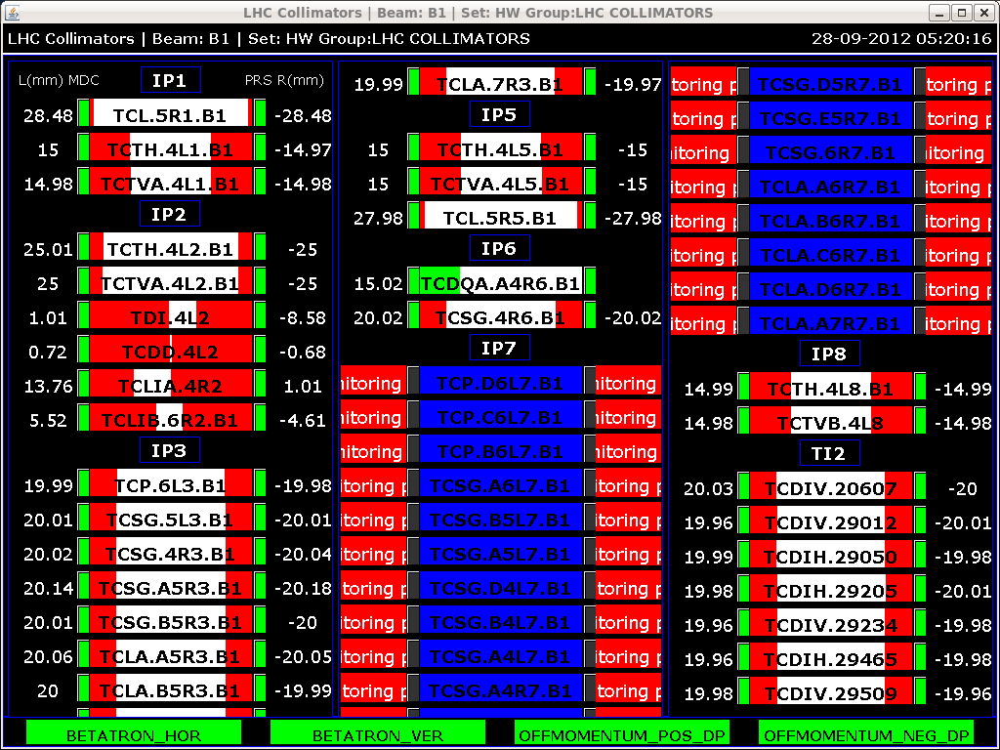 LHC Collimators | Beam: B1 | Set: HW Group:LHC COLLIMATORS
LHC Collimators | Beam: B1 | Set: HW Group:LHC COLLIMATORS 28-09-2012 05:20:16
L(mm) MDC IP1 PRS R(mm)
28.48 TCL.5R1.B1 -28.48
15 TCTH.4L1.B1 -14.97
14.98 TCTVA.4L1.B1 -14.98
IP2
25.01 TCTH.4L2.B1 -25
25 TCTVA.4L2.B1 -25
1.01 TDI.4L2 -8.58
0.72 TCDD.4L2 -0.68
13.76 TCLIA.4R2 1.01
5.52 TCLIB.6R2.B1 -4.61
IP3
19.99 TCP.6L3.B1 -19.98
20.01 TCSG.5L3.B1 -20.01
20.02 TCSG.4R3.B1 -20.04
20.14 TCSG.A5R3.B1 -20.18
20.01 TCSG.B5R3.B1 -20
20.06 TCLA.A5R3.B1 -20.05
20 TCLA.B5R3.B1 -19.99
19.99 TCLA.7R3.B1 -19.97
IP5
15 TCTH.4L5.B1 -15
15 TCTVA.4L5.B1 -15
27.98 TCL.5R5.B1 -27.98
IP6
15.02 TCDQA.A4R6.B1
20.02 TCSG.4R6.B1 -20.02
IP7
nitoring TCP.D6L7.B1 nitoring
nitoring TCP.C6L7.B1 nitoring
nitoring TCP.B6L7.B1 nitoring
itoring p TCSG.A6L7.B1 itoring p
itoring p TCSG.B5L7.B1 itoring p
itoring p TCSG.A5L7.B1 itoring p
toring p TCSG.D4L7.B1 toring p
itoring p TCSG.B4L7.B1 itoring p
itoring p TCSG.A4L7.B1 itoring p
toring p TCSG.A4R7.B1 toring p
toring p TCSG.D5R7.B1 toring p
toring p TCSG.E5R7.B1 toring p
itoring TCSG.6R7.B1 itoring
itoring p TCLA.A6R7.B1 itoring p
itoring p TCLA.B6R7.B1 itoring p
itoring p TCLA.C6R7.B1 itoring p
itoring p TCLA.D6R7.B1 itoring p
itoring p TCLA.A7R7.B1 itoring p
IP8
14.99 TCTH.4L8.B1 -14.99
14.98 TCTVB.4L8 -14.98
TI2
20.03 TCDIV.20607 -20
19.96 TCDIV.29012 -20.01
19.99 TCDIH.29050 -19.98
19.98 TCDIH.29205 -20.01
19.96 TCDIV.29234 -19.98
19.96 TCDIH.29465 -19.98
19.98 TCDIV.29509 -19.96
BETATRON_HOR BETATRON_VER OFFMOMENTUM_POS_DP OFFMOMENTUM_NEG_DP